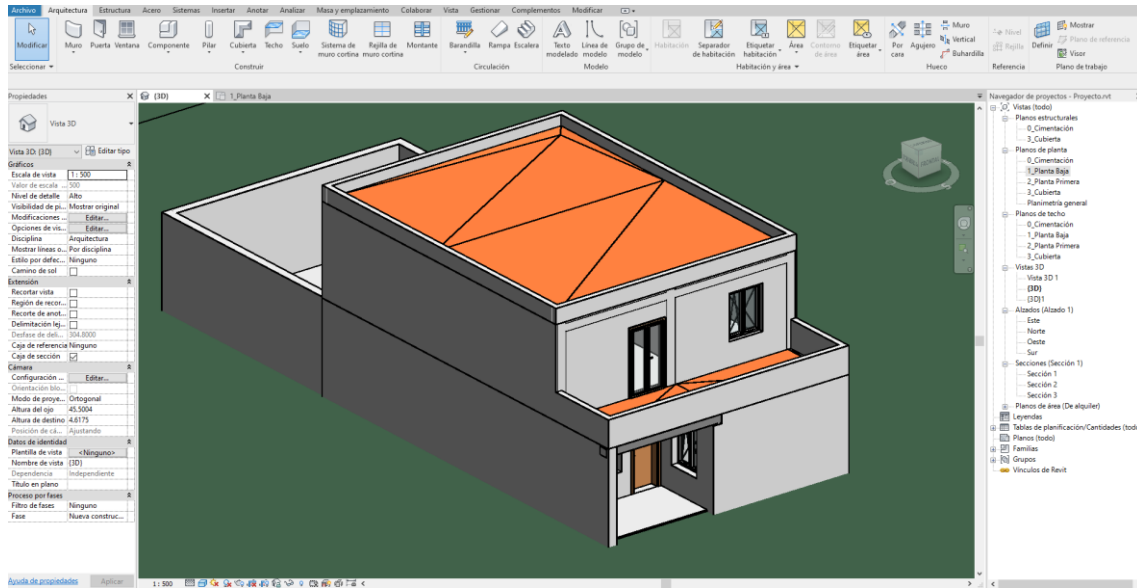 Archivo Arquitectura Estructura Acero Sistemas Insertar Anotar Analizar Masa y emplazamiento Colaborar Vista Gestionar Complementos Modificar
Modificar Muro Puerta Ventana Componente Pilar Cubierta Techo Suelo Sistema de muro cortina Rejilla de muro cortina Montante Barandilla Rampa Escalera Texto modelado Línea de modelo Grupo de modelo Habitación Separador de habitación Etiquetar habitación Área Contorno de área Etiquetar área Por cara Agujero Muro Vertical Buhardilla Nivel Rejilla Definir Mostrar Plano de referencia Visor
Seleccionar Construir Circulación Modelo Habitación y área Hueco Referencia Plano de trabajo
Propiedades
{3D}
1_Planta Baja
Vista 3D
Vista 3D: {3D} Editar tipo
Gráficos
Escala de vista 1 : 500
Valor de escala ... 500
Nivel de detalle Alto
Visibilidad de pi... Mostrar original
Modificaciones ... Editar...
Opciones de vis... Editar...
Disciplina Arquitectura
Mostrar líneas o... Por disciplina
Estilo por defec... Ninguno
Camino de sol
Extensión
Recortar vista
Región de recor...
Recorte de anot...
Delimitación lej...
Desfase de deli... 304.8000
Caja de referencia Ninguno
Caja de sección
Cámara
Configuración ... Editar...
Orientación blo...
Modo de proye... Ortogonal
Altura del ojo 45.5004
Altura de destino 4.6175
Posición de cá... Ajustando
Datos de identidad
Plantilla de vista <Ninguno>
Nombre de vista {3D}
Dependencia Independiente
Título en plano
Proceso por fases
Filtro de fases Ninguno
Fase Nueva construc...
Ayuda de propiedades Aplicar
1 : 500
Navegador de proyectos - Proyecto.rvt
Vistas (todo)
Planos estructurales
0_Cimentación
3_Cubierta
Planos de planta
0_Cimentación
1_Planta Baja
2_Planta Primera
3_Cubierta
Planimetría general
Planos de techo
0_Cimentación
1_Planta Baja
2_Planta Primera
3_Cubierta
Vistas 3D
Vista 3D 1
{3D}
{3D}1
Alzados (Alzado 1)
Este
Norte
Oeste
Sur
Secciones (Sección 1)
Sección 1
Sección 2
Sección 3
Planos de área (De alquiler)
Leyendas
Tablas de planificación/Cantidades (tod
Planos (todo)
Familias
Grupos
Vínculos de Revit